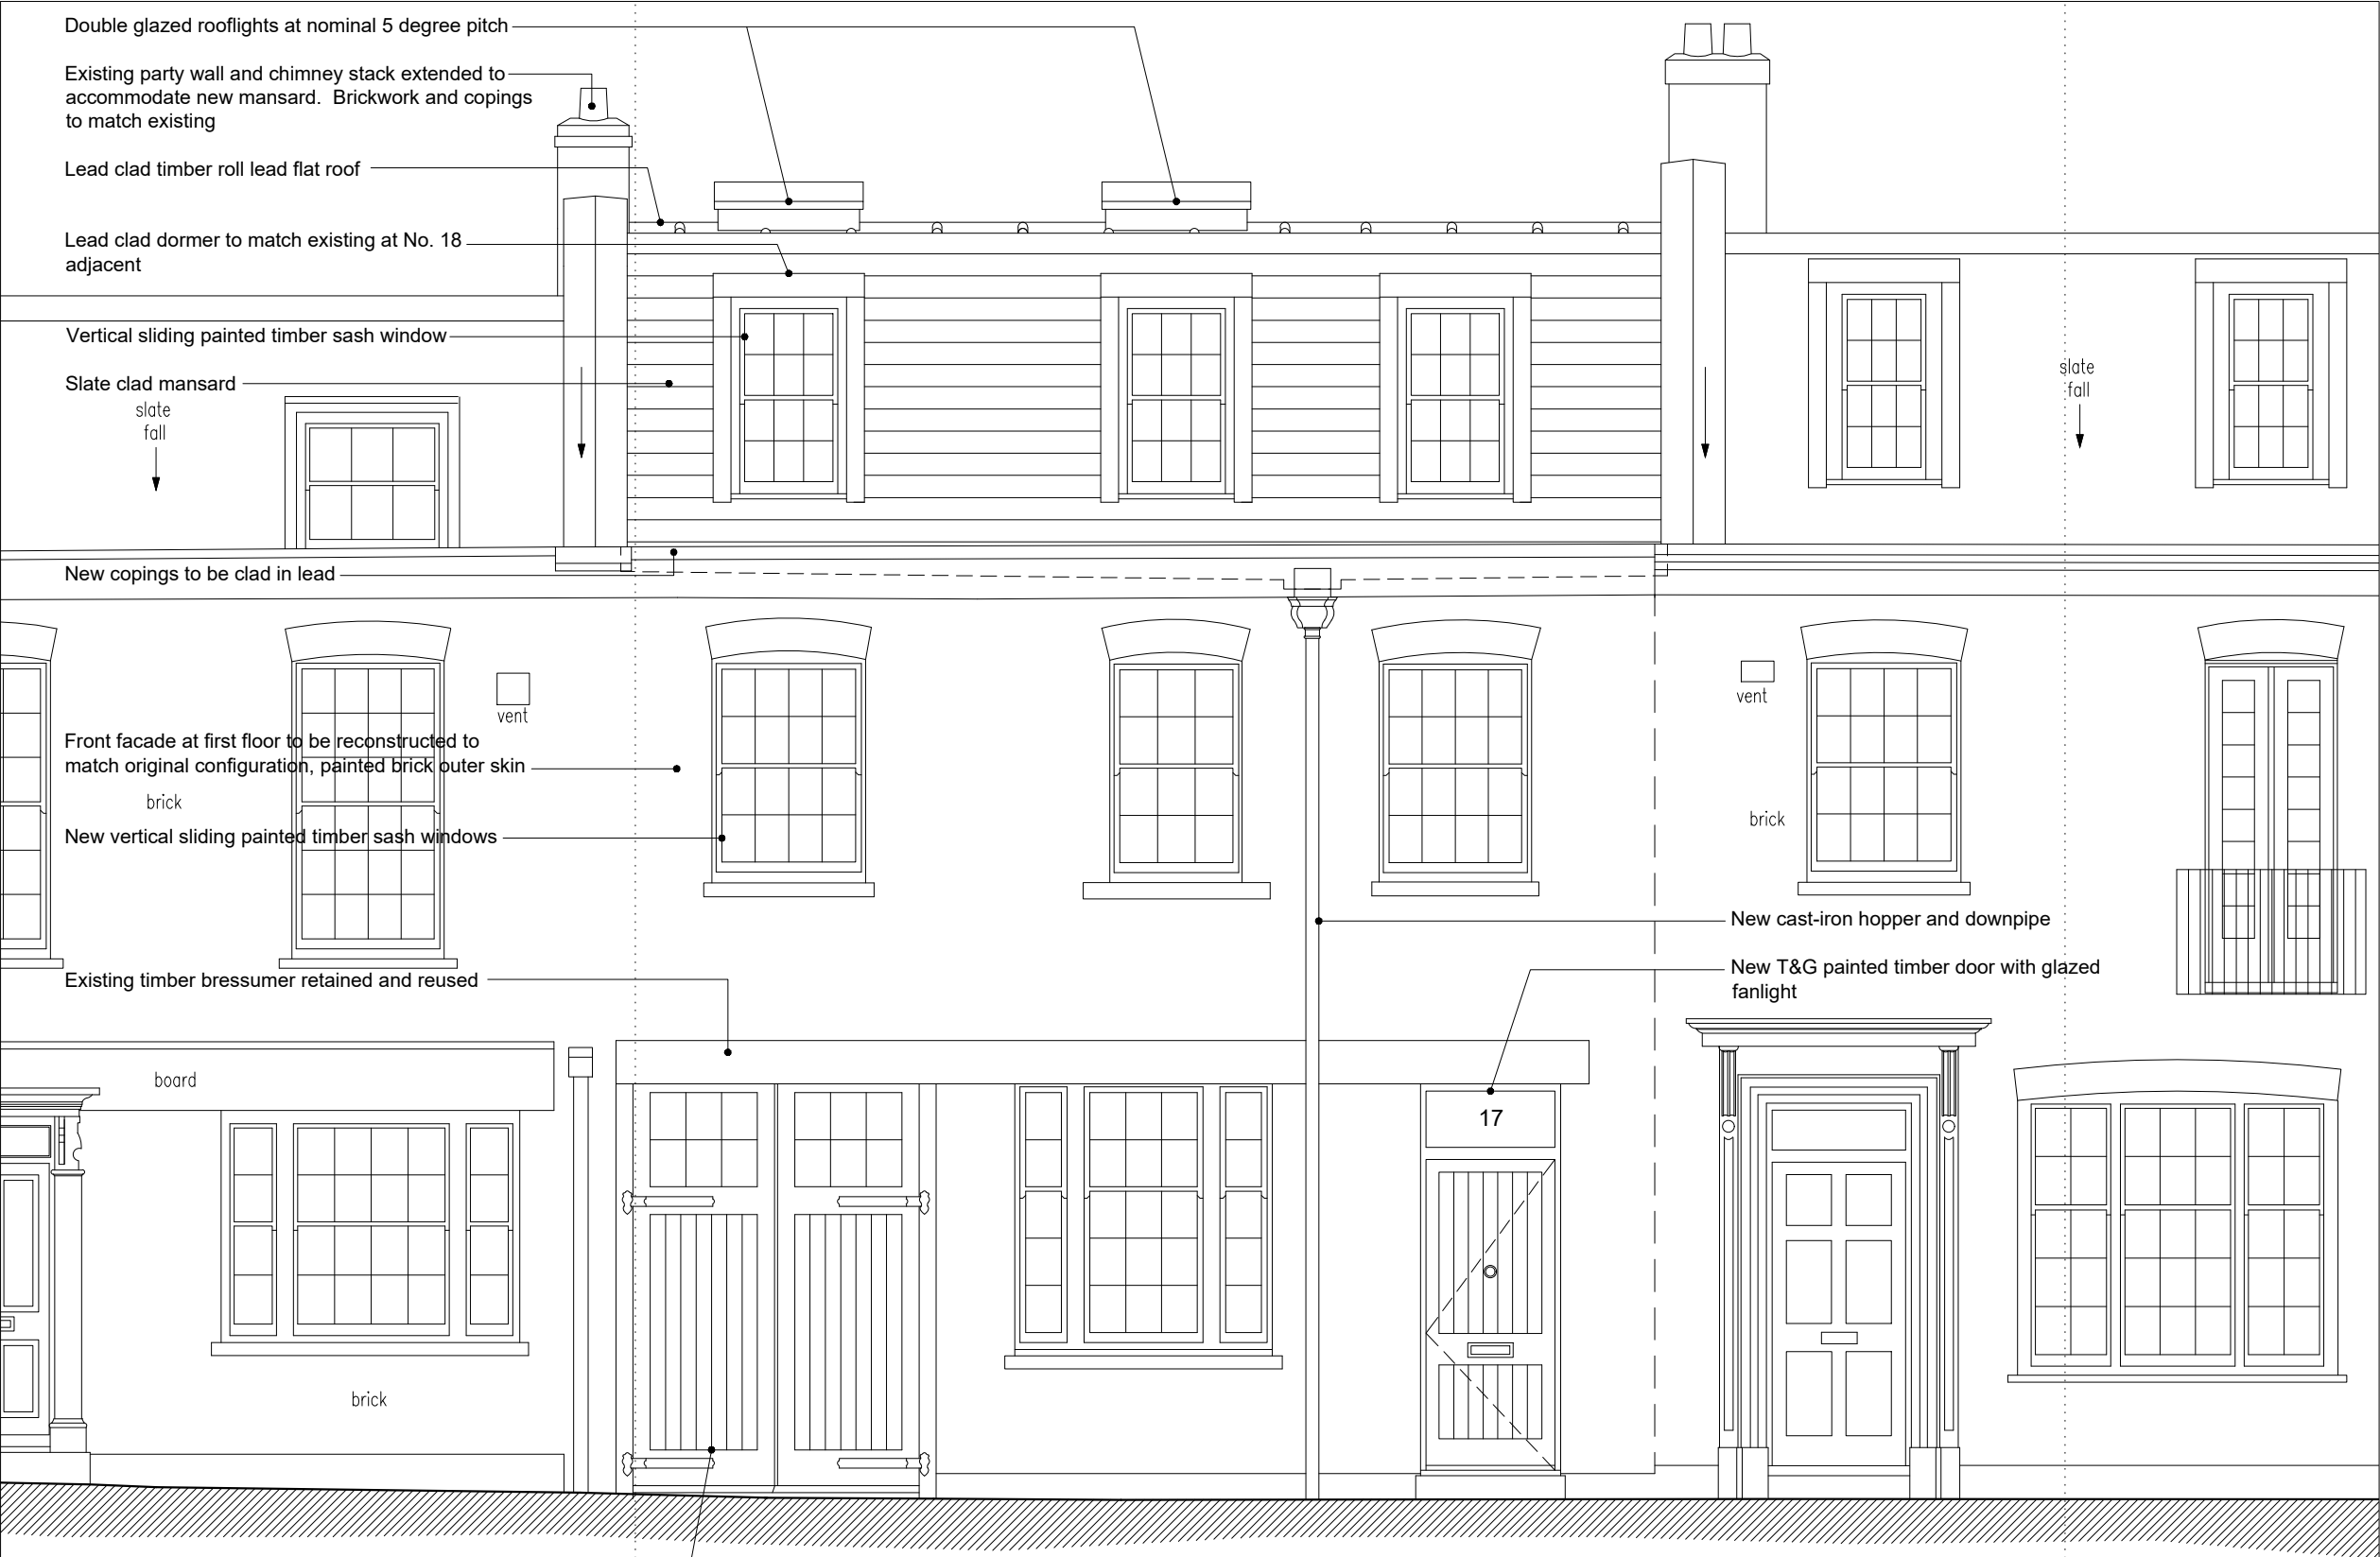 Double glazed rooflights at nominal 5 degree pitch
Existing party wall and chimney stack extended to
accommodate new mansard. Brickwork and copings
to match existing
Lead clad timber roll lead flat roof
Lead clad dormer to match existing at No. 18
adjacent
Vertical sliding painted timber sash window
Slate clad mansard
slate
fall
slate
fall
New copings to be clad in lead
vent
vent
Front facade at first floor to be reconstructed to
match original configuration, painted brick outer skin
brick
brick
New vertical sliding painted timber sash windows
New cast-iron hopper and downpipe
New T&G painted timber door with glazed
fanlight
Existing timber bressumer retained and reused
board
17
brick